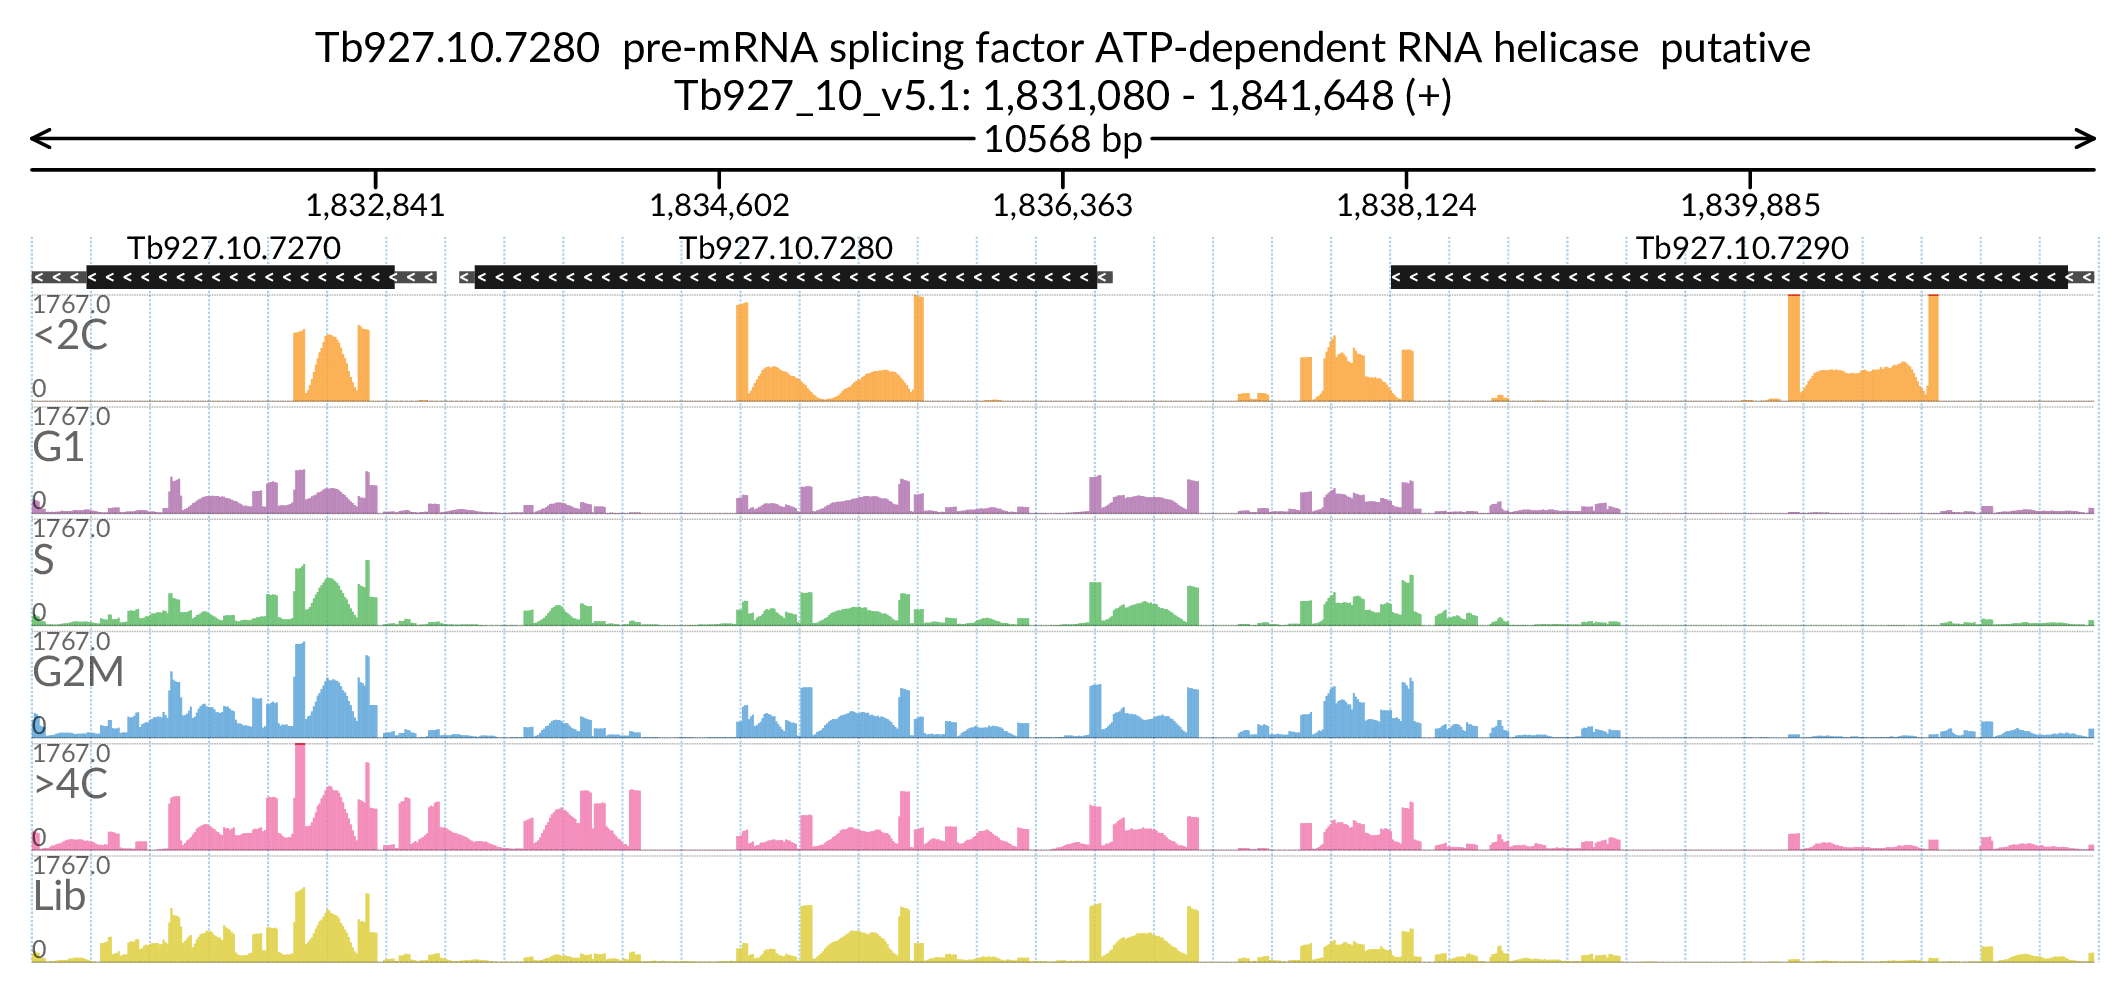 Tb927.10.7280  pre-mRNA splicing factor ATP-dependent RNA helicase  putative
Tb927_10_v5.1: 1,831,080 - 1,841,648 (+)
10568 bp
1,832,841 1,834,602 1,836,363 1,838,124 1,839,885
Tb927.10.7270 Tb927.10.7280 Tb927.10.7290
1767.0
<2C
0
1767.0
G1
0
1767.0
S
0
1767.0
G2M
0
1767.0
>4C
0
1767.0
Lib
0